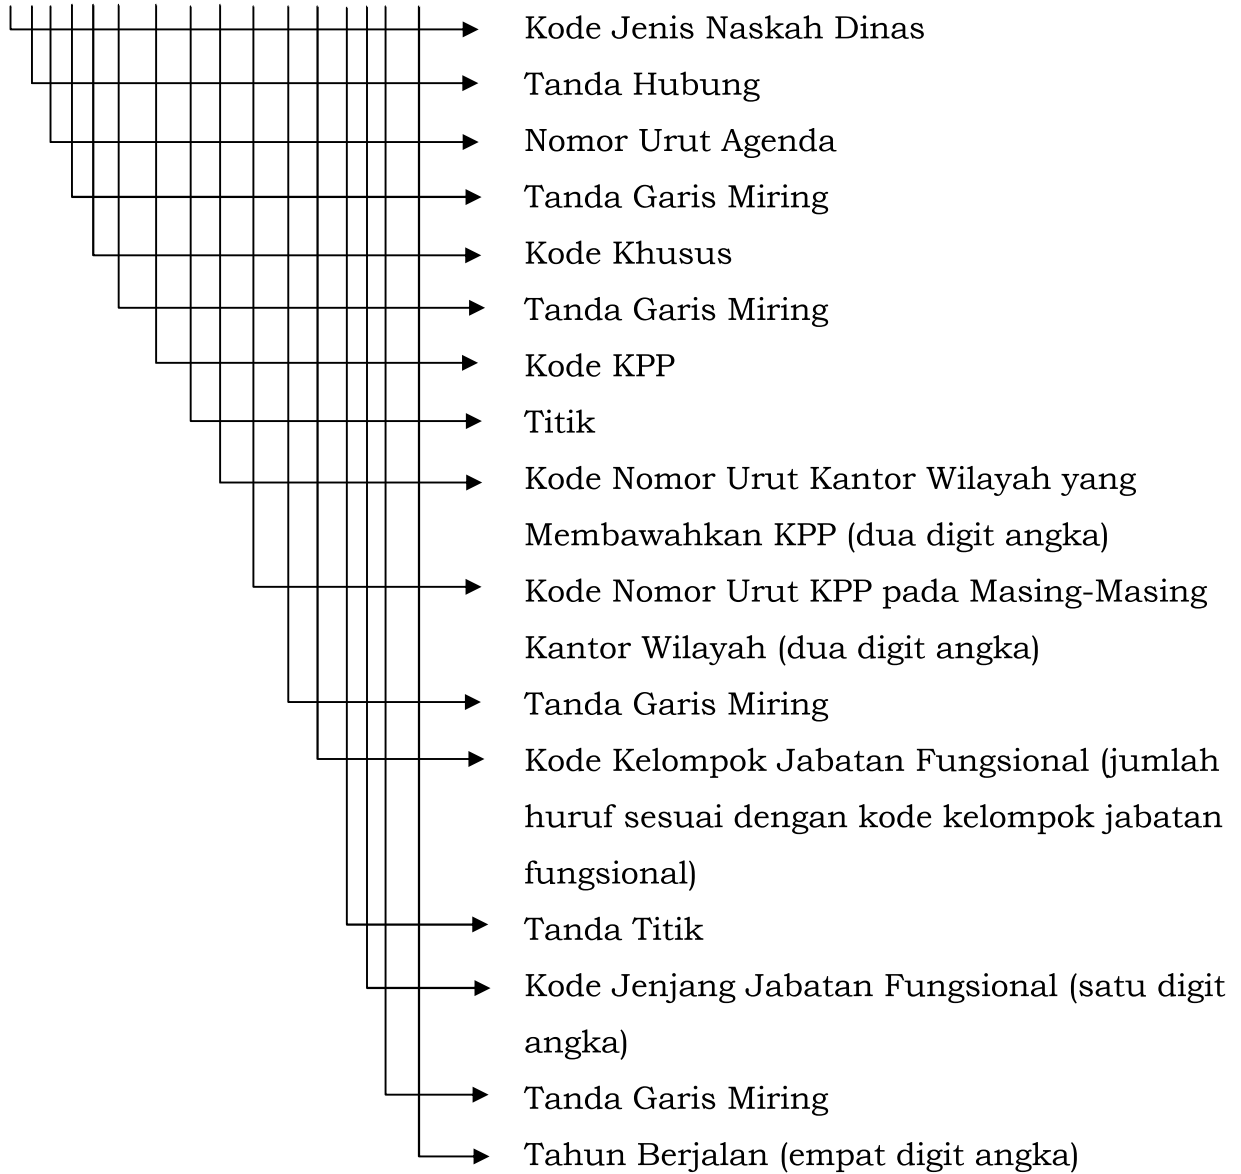 Kode Jenis Naskah Dinas
Tanda Hubung
Nomor Urut Agenda
Tanda Garis Miring
Kode Khusus
Tanda Garis Miring
Kode KPP
Titik
Kode Nomor Urut Kantor Wilayah yang
Membawahkan KPP (dua digit angka)
Kode Nomor Urut KPP pada Masing-Masing
Kantor Wilayah (dua digit angka)
Tanda Garis Miring
Kode Kelompok Jabatan Fungsional (jumlah
huruf sesuai dengan kode kelompok jabatan
fungsional)
Tanda Titik
Kode Jenjang Jabatan Fungsional (satu digit
angka)
Tanda Garis Miring
Tahun Berjalan (empat digit angka)